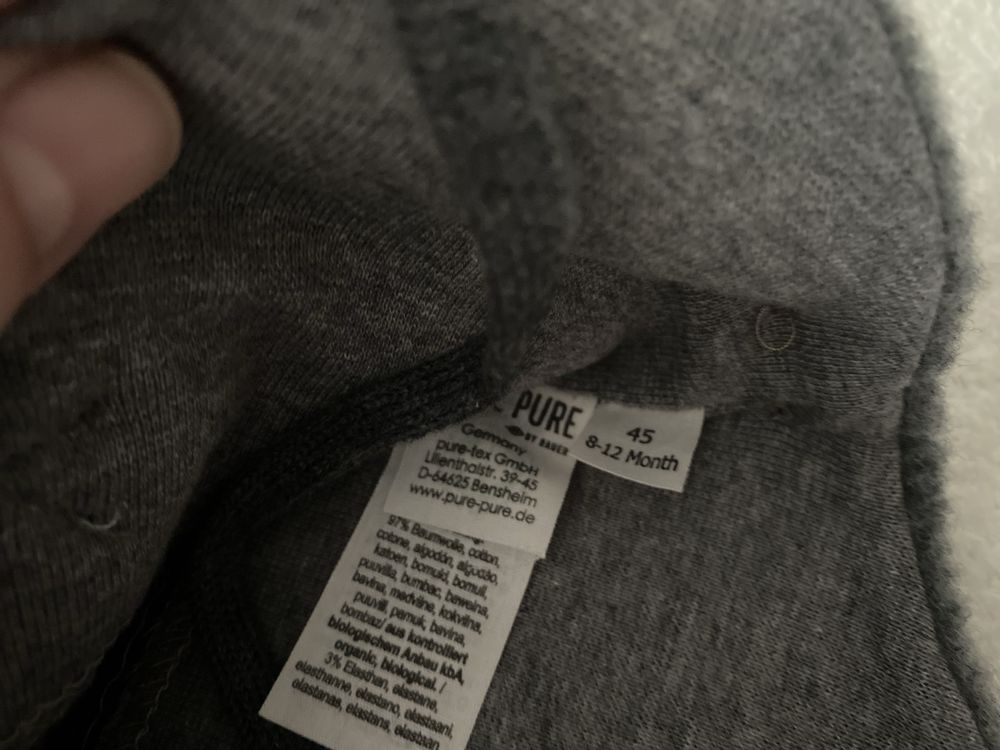 PURE
BY BAUER
45
8-12 Month
Germany
pure-tex GmbH
Lilienthalstr. 39-45
D-64625 Bensheim
www.pure-pure.de
97% Baumwolle, cotton,
cotone, algodón, algodão,
katoen, bomuld, bomull,
puuvilla, bumbac, bawełna,
bavlna, medvilnė, kokvilna,
puuvill, pamuk, bavlna,
bombaž/ aus kontrolliert
biologischem Anbau kbA,
organic, biological. /
3% Elasthan, elastane,
elasthanne, elastano, elastaani,
elastanas, elastans, elastaan